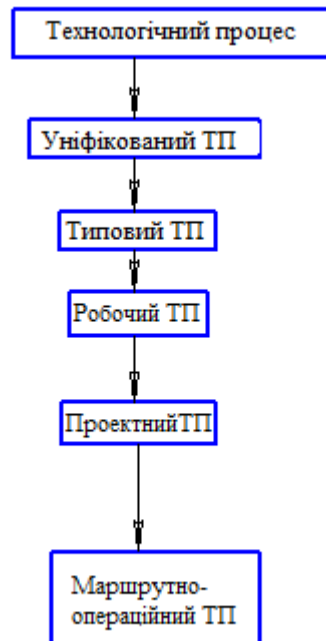 Технологічний процес
Уніфікований ТП
Типовий ТП
Робочий ТП
ПроектнийТП
Маршрутно-
операційний ТП